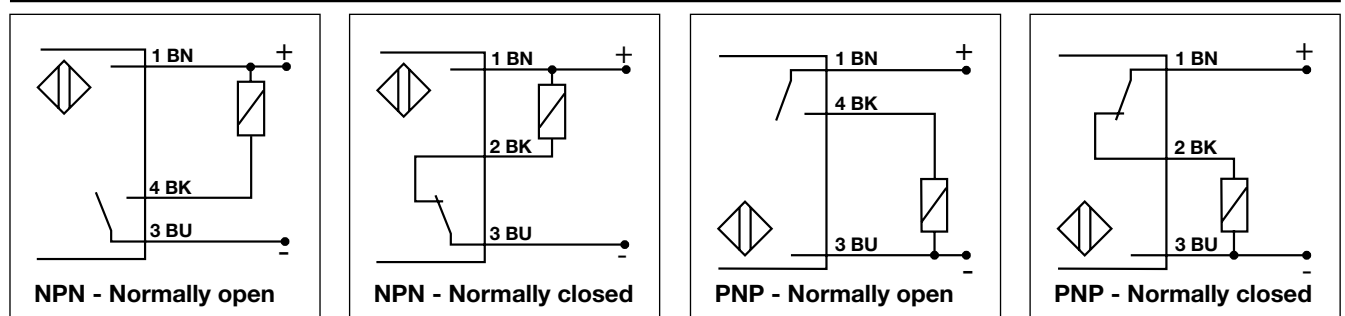 1 BN
+
4 BK
3 BU
-
NPN - Normally open
1 BN
+
2 BK
3 BU
-
NPN - Normally closed
1 BN
+
4 BK
3 BU
-
PNP - Normally open
1 BN
+
2 BK
3 BU
-
PNP - Normally closed